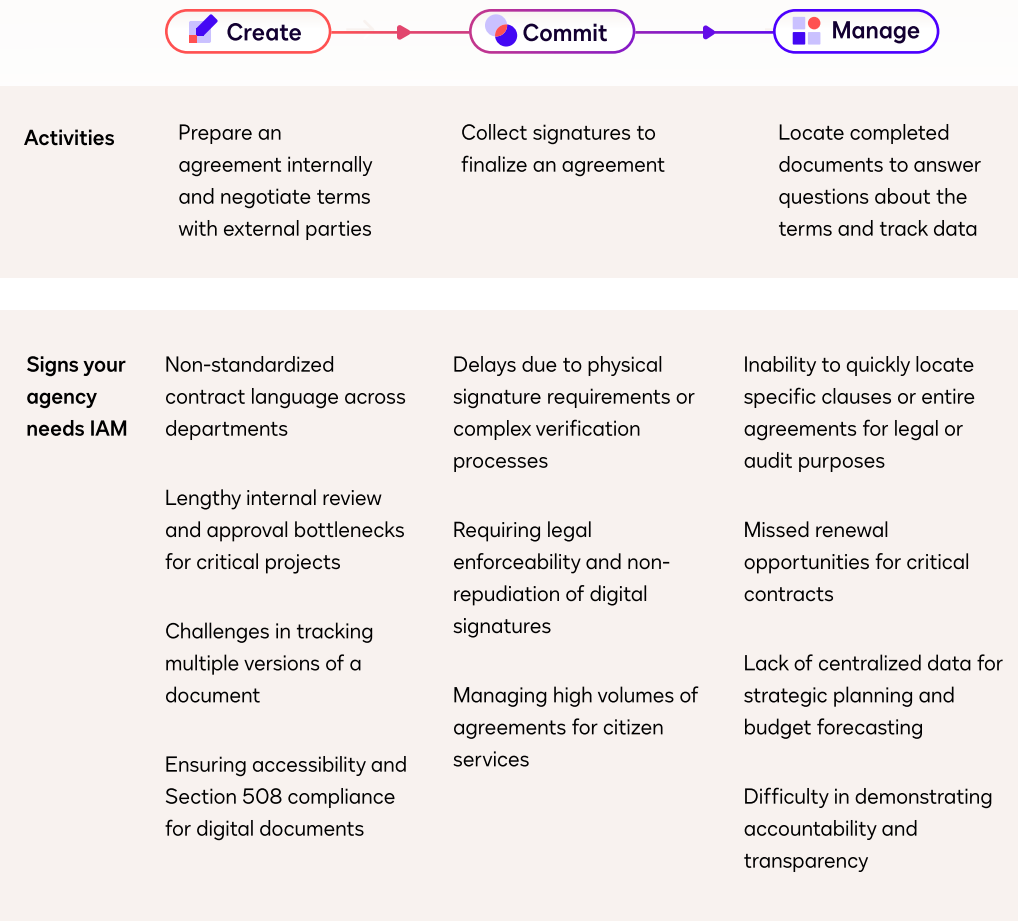 Create
Commit
Manage
Activities
Prepare an
agreement internally
and negotiate terms
with external parties
Collect signatures to
finalize an agreement
Locate completed
documents to answer
questions about the
terms and track data
Signs your
agency
needs IAM
Non-standardized
contract language across
departments
Lengthy internal review
and approval bottlenecks
for critical projects
Challenges in tracking
multiple versions of a
document
Ensuring accessibility and
Section 508 compliance
for digital documents
Delays due to physical
signature requirements or
complex verification
processes
Requiring legal
enforceability and non-
repudiation of digital
signatures
Managing high volumes of
agreements for citizen
services
Inability to quickly locate
specific clauses or entire
agreements for legal or
audit purposes
Missed renewal
opportunities for critical
contracts
Lack of centralized data for
strategic planning and
budget forecasting
Difficulty in demonstrating
accountability and
transparency